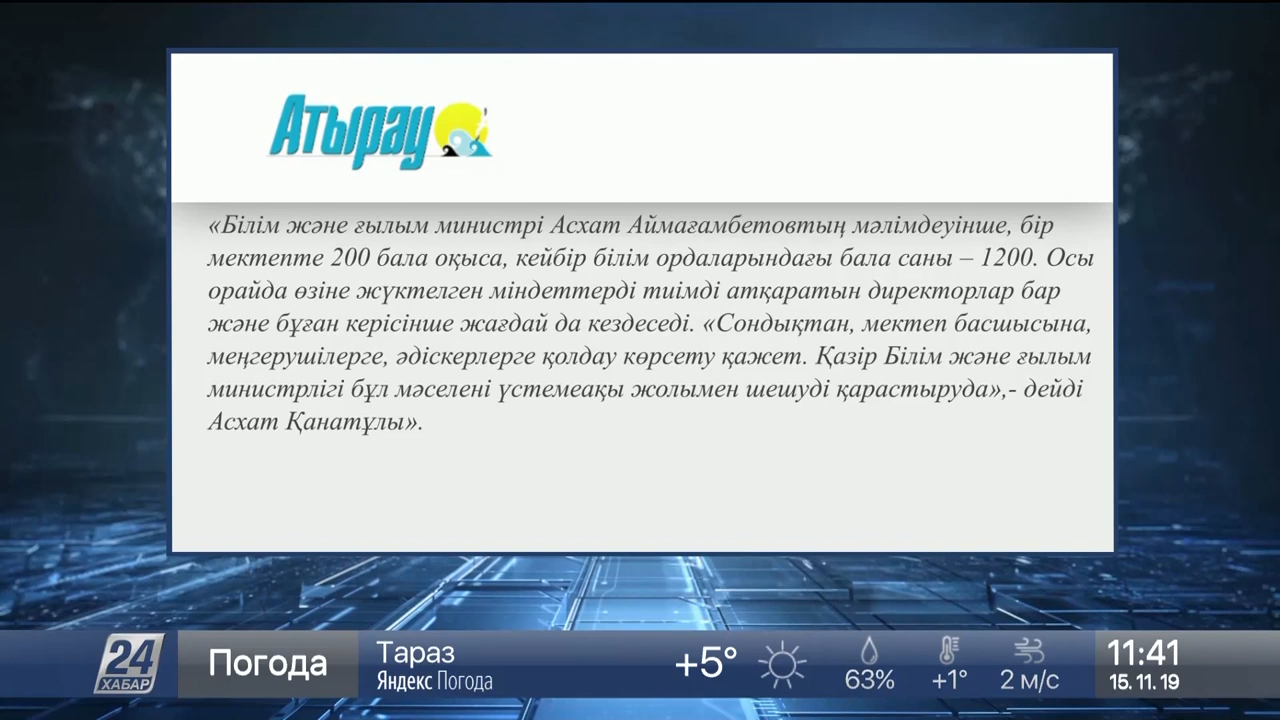 Атырау
«Білім және ғылым министрі Асхат Аймағамбетовтың мәлімдеуінше, бір
мектепте 200 бала оқыса, кейбір білім ордаларындағы бала саны – 1200. Осы
орайда өзіне жүктелген міндеттерді тиімді атқаратын директорлар бар
және бұған керісінше жағдай да кездеседі. «Сондықтан, мектеп басшысына,
меңгерушілерге, әдіскерлерге қолдау көрсету қажет. Қазір Білім және ғылым
министрлігі бұл мәселені үстемеақы жолымен шешуді қарастыруда»,- дейді
Асхат Қанатұлы».
24
ХАБАР
Погода
Тараз
Яндекс Погода
+5°
63%
+1°
2 м/с
11:41
15. 11. 19